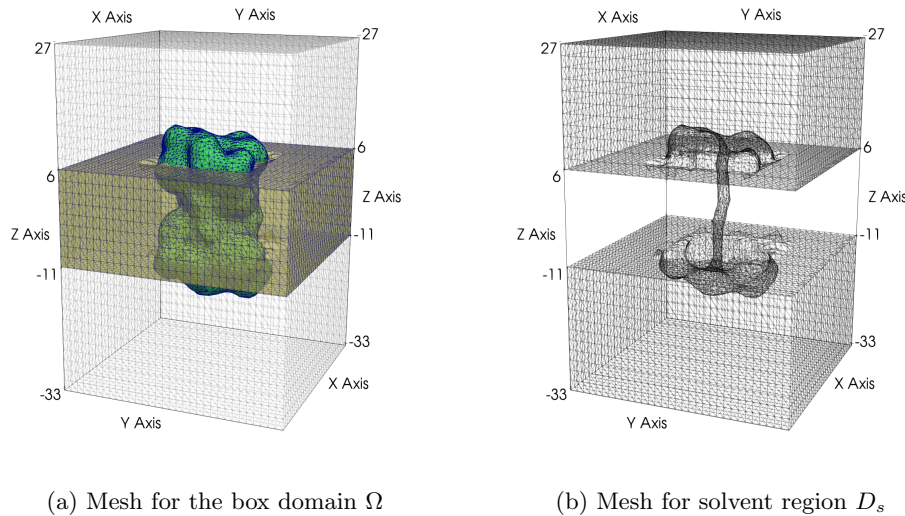 X Axis Y Axis
27 -27
6 6
Z Axis
Z Axis
-11
-11
-33
-33
X Axis
Y Axis
(a) Mesh for the box domain Ω
X Axis Y Axis
27 -27
6 6
Z Axis
Z Axis
-11
-11
-33
-33
X Axis
Y Axis
(b) Mesh for solvent region D_s